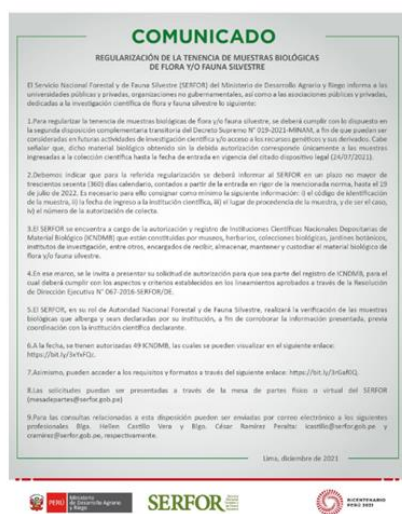 COMUNICADO
REGULARIZACIÓN DE LA TENENCIA DE MUESTRAS BIOLÓGICAS
DE FLORA Y/O FAUNA SILVESTRE
El Servicio Nacional Forestal y de Fauna Silvestre (SERFOR) del Ministerio de Desarrollo Agrario y Riego informa a las
universidades públicas y privadas, organizaciones no gubernamentales, así como a las asociaciones públicas y privadas,
dedicadas a la investigación científica de flora y fauna silvestre lo siguiente:
1.Para regularizar la tenencia de muestras biológicas de flora y/o fauna silvestre, se deberá cumplir con lo dispuesto en
la segunda disposición complementaria transitoria del Decreto Supremo N° 019-2021-MINAM, a fin de que puedan ser
consideradas en futuras actividades de investigación científica y/o acceso a los recursos genéticos y sus derivados. Cabe
señalar que, dicho material biológico obtenido sin la debida autorización corresponde únicamente a las muestras
ingresadas a la colección científica hasta la fecha de entrada en vigencia del citado dispositivo legal (24/07/2021).
2.Debemos indicar que para la referida regularización se deberá informar al SERFOR en un plazo no mayor de
trescientos sesenta (360) días calendario, contados a partir de la entrada en vigor de la mencionada norma, hasta el 19
de julio de 2022. Es necesario para ello consignar como mínimo la siguiente información: i) el código de identificación
de la muestra, ii) la fecha de ingreso a la institución científica, iii) el lugar de procedencia de la muestra, y de ser el caso,
iv) el número de la autorización de colecta.
3.El SERFOR se encuentra a cargo de la autorización y registro de Instituciones Científicas Nacionales Depositarias de
Material Biológico (ICNDMB) que están constituidas por museos, herbarios, colecciones biológicas, jardines botánicos,
institutos de investigación, entre otros, encargados de recibir, almacenar, mantener y custodiar el material biológico de
flora y/o fauna silvestre.
4.En ese marco, se le invita a presentar su solicitud de autorización para que sea parte del registro de ICNDMB, para el
cual deberá cumplir con los aspectos y criterios establecidos en los Lineamientos aprobados a través de la Resolución
de Dirección Ejecutiva N° 067-2016-SERFOR/DE.
5.El SERFOR, en su rol de Autoridad Nacional Forestal y de Fauna Silvestre, realizará la verificación de las muestras
biológicas que alberga y sean declaradas por su institución, a fin de corroborar la información presentada, previa
coordinación con la institución científica declarante.
6.A la fecha, se tienen autorizadas 49 ICNDMB, las cuales se pueden visualizar en el siguiente enlace:
7.Asimismo, pueden acceder a los requisitos y formatos a través del siguiente enlace:
8.Las solicitudes puedan ser presentadas a través de la mesa de partes físico o virtual del SERFOR
(mesadepartes@serfor.gob.pe)
9.Para las consultas relacionadas a esta disposición pueden ser enviadas por correo electrónico a los siguientes
profesionales Blga. Hellen Castillo Vera y Blgo. César Ramírez Peralta:
cramirez@serfor.gob.pe, respectivamente.
Lima, diciembre de 2021
PERÚ
Ministerio
de Desarrollo Agrario
y Riego
SERFOR
BICENTENARIO
PERÚ 2021